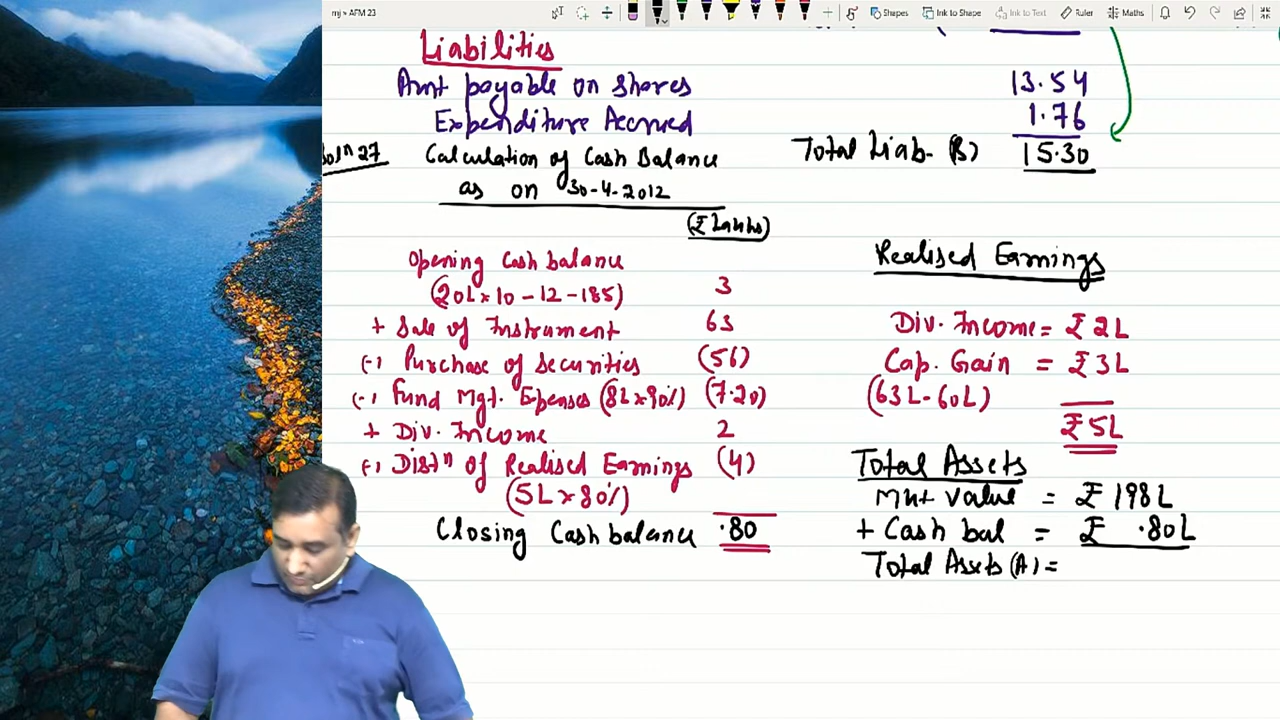 mj » AFM 23
Shapes
Ink to Shape
Ink to Text
Ruler
Maths
Liabilities
Amt payable on shares 13.54
Expenditure Accrued 1.76
Total Liab. (B) 15.30
Soln 27
Calculation of Cash Balance
as on 30-4-2012
(₹ Lakhs)
Opening Cash balance
(20L×10-12-185) 3
+ Sale of Instrument 63
(-) Purchase of Securities (56)
(-) Fund Mgt. Epenses (8L×90%) (7.20)
+ Div. Income 2
(-) Distn of Realised Earnings (4)
(5L×80%)
Closing Cash balance .80
Realised Earnings
Div. Income = ₹ 2L
Cap. Gain = ₹ 3L
(63L-60L)
₹ 5L
Total Assets
Mkt Value = ₹ 198 L
+ Cash bal = ₹ .80L
Total Assets (A) =